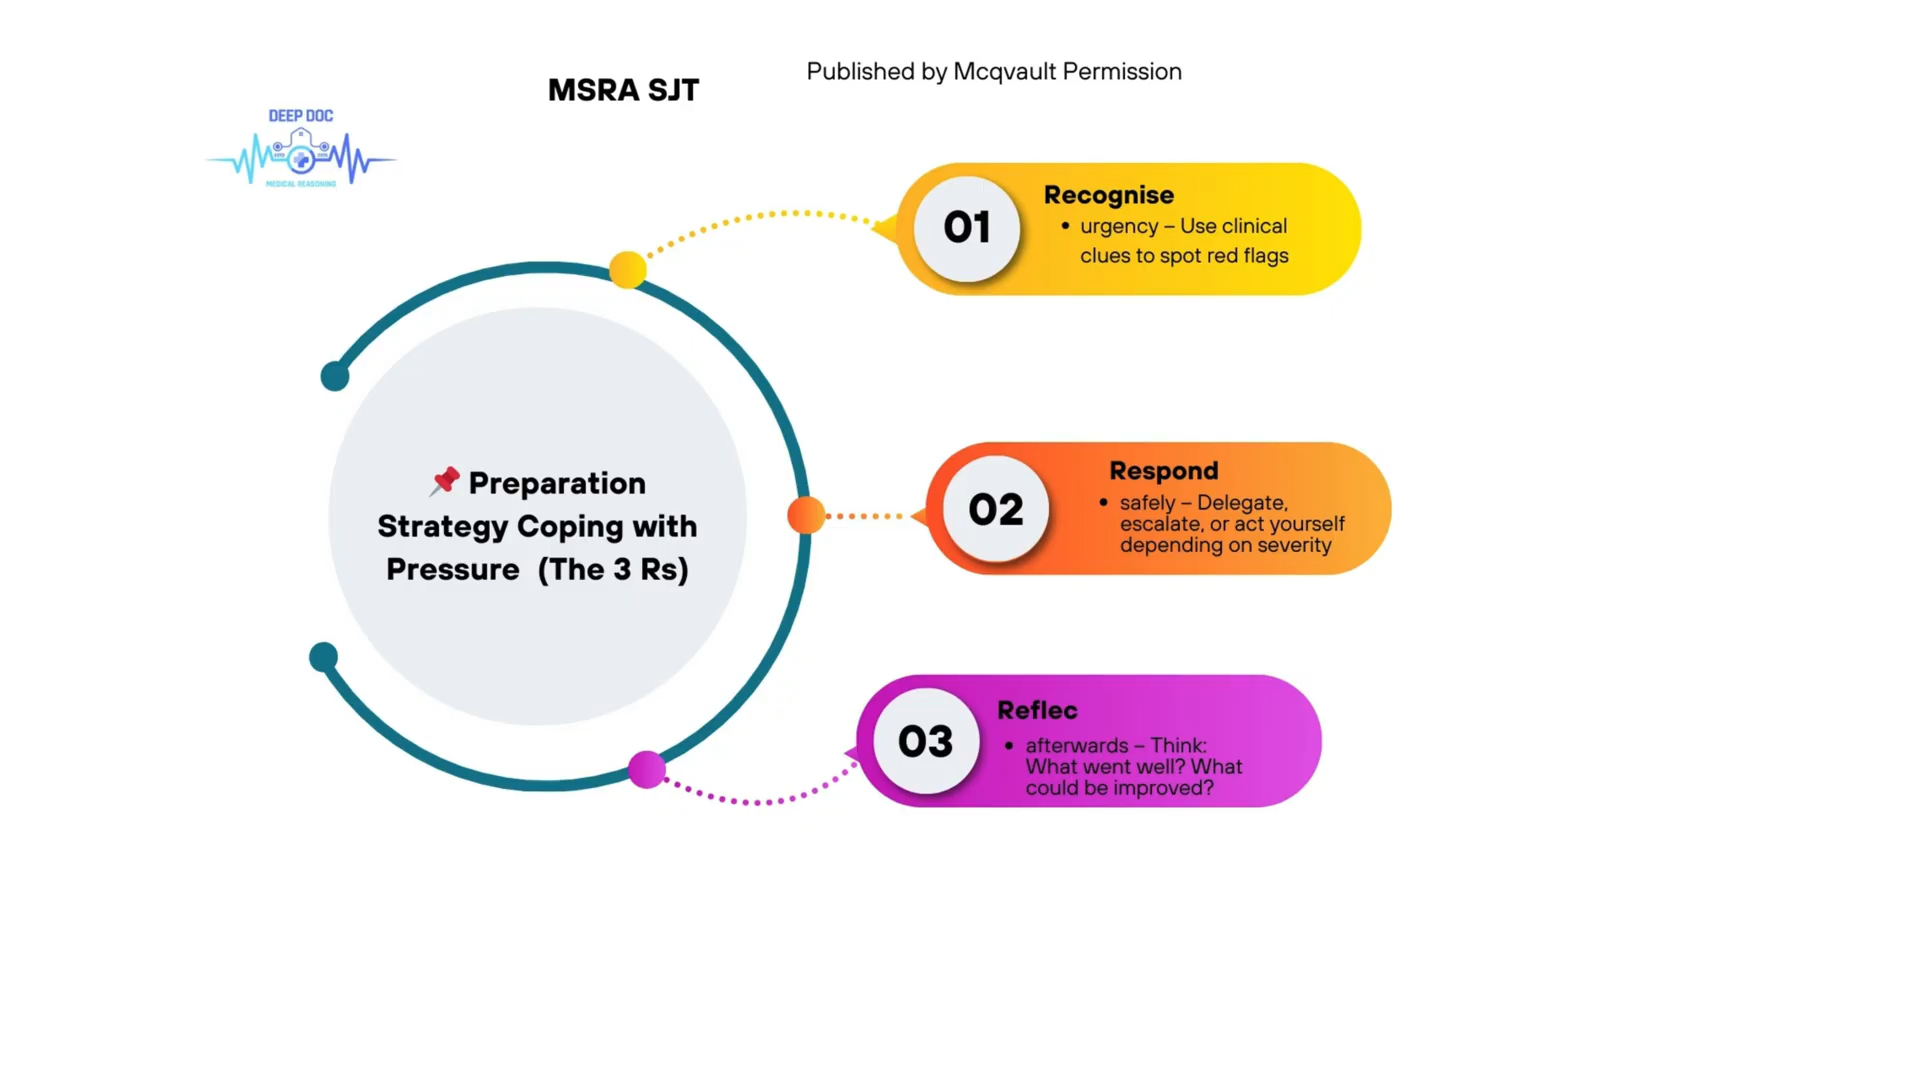 MSRA SJT
Published by Mcqvault Permission
DEEP DOC
MEDICAL REASONING
📌 Preparation
Strategy Coping with
Pressure (The 3 Rs)
01
Recognise
• urgency – Use clinical
clues to spot red flags
02
Respond
• safely – Delegate,
escalate, or act yourself
depending on severity
03
Reflec
• afterwards – Think:
What went well? What
could be improved?